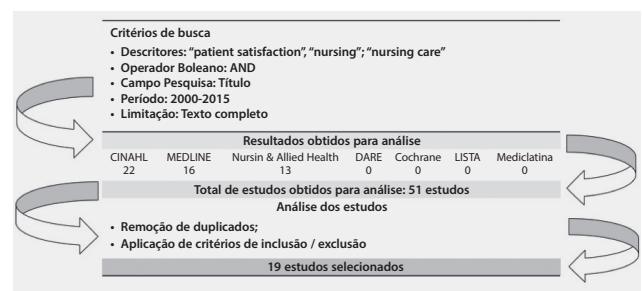 Critérios de busca
• Descritores: “patient satisfaction”, “nursing”; “nursing care”
• Operador Boleano: AND
• Campo Pesquisa: Título
• Período: 2000-2015
• Limitação: Texto completo
Resultados obtidos para análise
CINAHL MEDLINE Nursin & Allied Health DARE Cochrane LISTA Mediclatina
22 16 13 0 0 0 0
Total de estudos obtidos para análise: 51 estudos
Análise dos estudos
• Remoção de duplicados;
• Aplicação de critérios de inclusão / exclusão
19 estudos selecionados